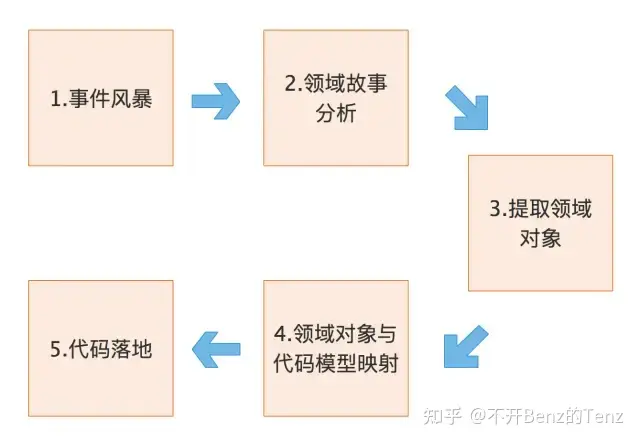 1.事件风暴
2.领域故事
分析
3.提取领域
对象
4.领域对象与
代码模型映射
5.代码落地
知乎 @不开Benz的Tenz